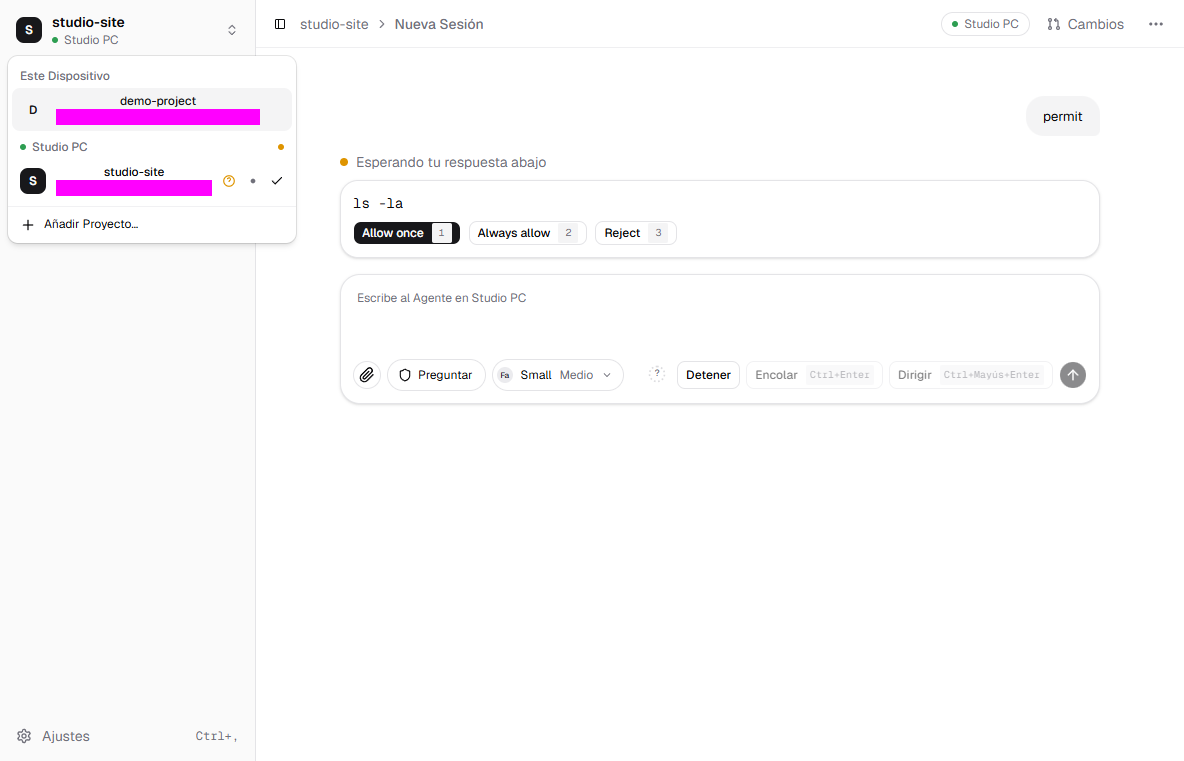 S
studio-site
Studio PC
Este Dispositivo
D
demo-project
Studio PC
S
studio-site
Añadir Proyecto…
Ajustes
Ctrl+,
studio-site
Nueva Sesión
Studio PC
Cambios
permit
Esperando tu respuesta abajo
ls -la
Allow once 1
Always allow 2
Reject 3
Escribe al Agente en Studio PC
Preguntar
Fa Small Medio
?
Detener
Encolar Ctrl+Enter
Dirigir Ctrl+Mayús+Enter